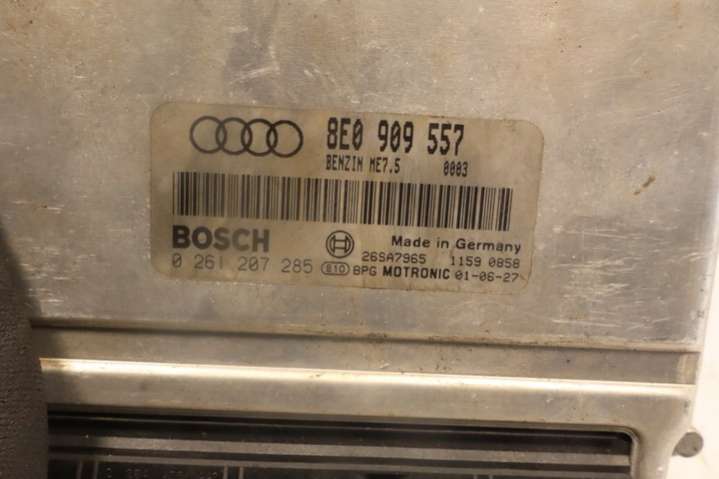 8E0 909 557
BENZIN ME7.5 0003
BOSCH Made in Germany
26SA7965 1159 0858
0 261 207 285 810 BPG MOTRONIC 01-06-27